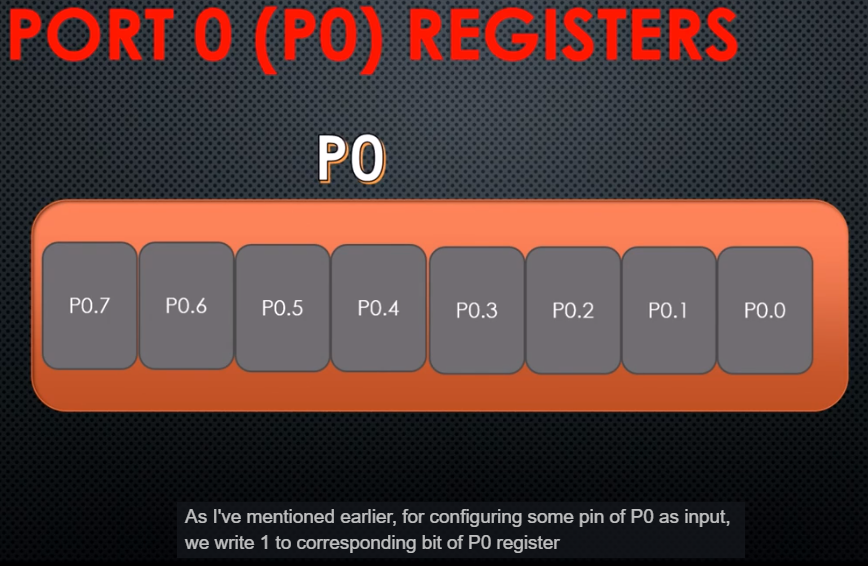 PORT 0 (P0) REGISTERS
P0
P0.7 P0.6 P0.5 P0.4 P0.3 P0.2 P0.1 P0.0
As I've mentioned earlier, for configuring some pin of P0 as input,
we write 1 to corresponding bit of P0 register